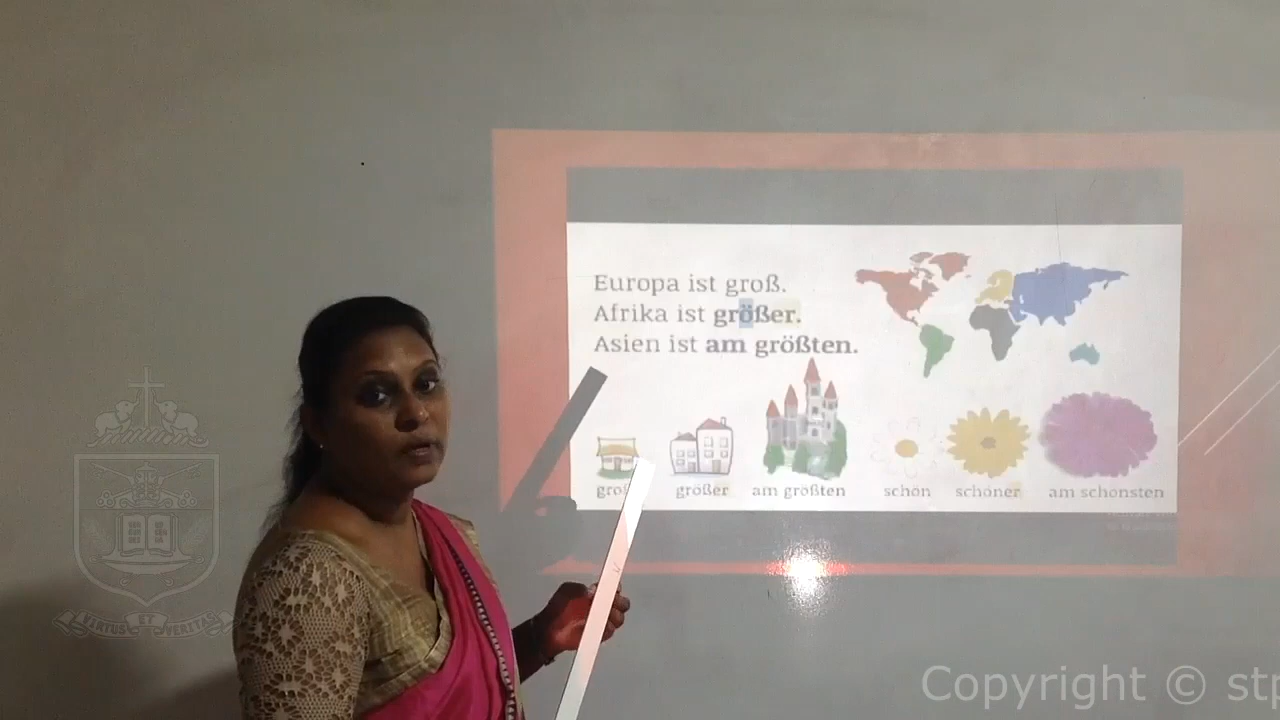 Europa ist groß.
Afrika ist größer.
Asien ist am größten.
größer am größten schön schöner am schönsten
VIRTUS ET VERITAS
Copyright © stp